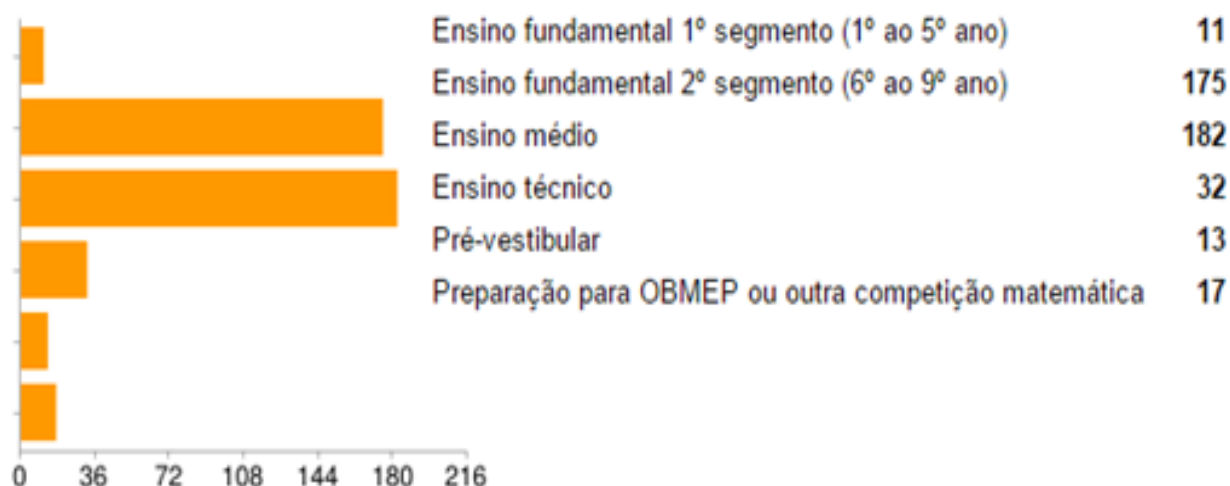 Ensino fundamental 1º segmento (1º ao 5º ano) 11
Ensino fundamental 2º segmento (6º ao 9º ano) 175
Ensino médio 182
Ensino técnico 32
Pré-vestibular 13
Preparação para OBMEP ou outra competição matemática 17
0 36 72 108 144 180 216